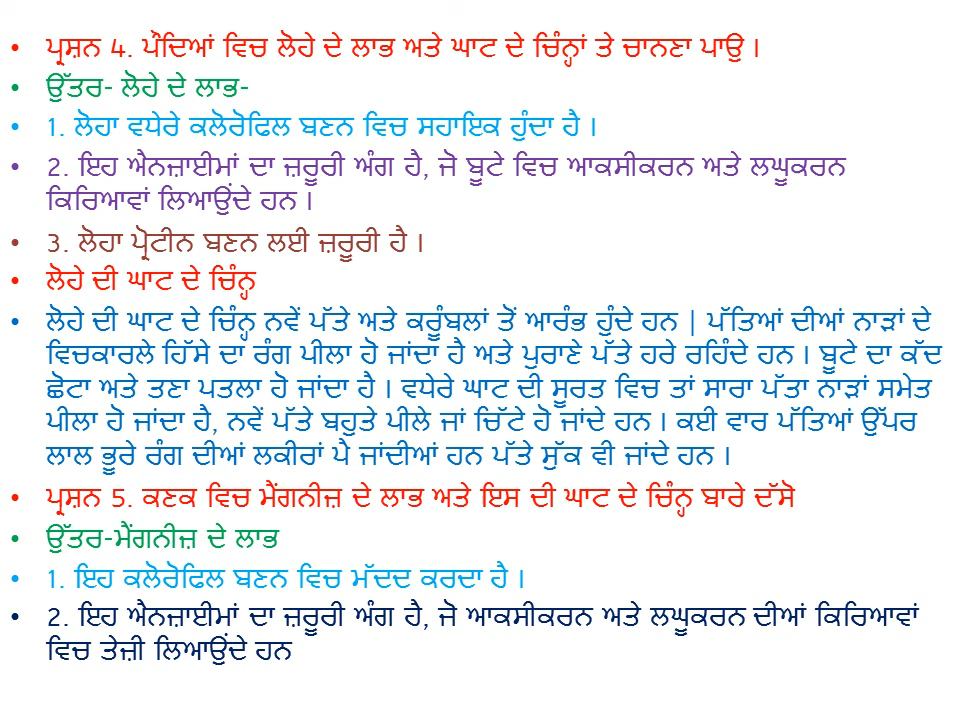 • ਪ੍ਰਸ਼ਨ 4. ਪੌਦਿਆਂ ਵਿਚ ਲੋਹੇ ਦੇ ਲਾਭ ਅਤੇ ਘਾਟ ਦੇ ਚਿੰਨ੍ਹਾਂ ਤੇ ਚਾਨਣਾ ਪਾਉ ।
• ਉੱਤਰ- ਲੋਹੇ ਦੇ ਲਾਭ-
• 1. ਲੋਹਾ ਵਧੇਰੇ ਕਲੋਰੋਫਿਲ ਬਣਨ ਵਿਚ ਸਹਾਇਕ ਹੁੰਦਾ ਹੈ ।
• 2. ਇਹ ਐਨਜ਼ਾਈਮਾਂ ਦਾ ਜ਼ਰੂਰੀ ਅੰਗ ਹੈ, ਜੋ ਬੂਟੇ ਵਿਚ ਆਕਸੀਕਰਨ ਅਤੇ ਲਘੂਕਰਨ
ਕਿਰਿਆਵਾਂ ਲਿਆਉਂਦੇ ਹਨ ।
• 3. ਲੋਹਾ ਪ੍ਰੋਟੀਨ ਬਣਨ ਲਈ ਜ਼ਰੂਰੀ ਹੈ ।
• ਲੋਹੇ ਦੀ ਘਾਟ ਦੇ ਚਿੰਨ੍ਹ
• ਲੋਹੇ ਦੀ ਘਾਟ ਦੇ ਚਿੰਨ੍ਹ ਨਵੇਂ ਪੱਤੇ ਅਤੇ ਕਰੂੰਬਲਾਂ ਤੋਂ ਆਰੰਭ ਹੁੰਦੇ ਹਨ | ਪੱਤਿਆਂ ਦੀਆਂ ਨਾੜਾਂ ਦੇ
ਵਿਚਕਾਰਲੇ ਹਿੱਸੇ ਦਾ ਰੰਗ ਪੀਲਾ ਹੋ ਜਾਂਦਾ ਹੈ ਅਤੇ ਪੁਰਾਣੇ ਪੱਤੇ ਹਰੇ ਰਹਿੰਦੇ ਹਨ । ਬੂਟੇ ਦਾ ਕੱਦ
ਛੋਟਾ ਅਤੇ ਤਣਾ ਪਤਲਾ ਹੋ ਜਾਂਦਾ ਹੈ । ਵਧੇਰੇ ਘਾਟ ਦੀ ਸੂਰਤ ਵਿਚ ਤਾਂ ਸਾਰਾ ਪੱਤਾ ਨਾੜਾਂ ਸਮੇਤ
ਪੀਲਾ ਹੋ ਜਾਂਦਾ ਹੈ, ਨਵੇਂ ਪੱਤੇ ਬਹੁਤੇ ਪੀਲੇ ਜਾਂ ਚਿੱਟੇ ਹੋ ਜਾਂਦੇ ਹਨ । ਕਈ ਵਾਰ ਪੱਤਿਆਂ ਉੱਪਰ
ਲਾਲ ਭੂਰੇ ਰੰਗ ਦੀਆਂ ਲਕੀਰਾਂ ਪੈ ਜਾਂਦੀਆਂ ਹਨ ਪੱਤੇ ਸੁੱਕ ਵੀ ਜਾਂਦੇ ਹਨ ।
• ਪ੍ਰਸ਼ਨ 5. ਕਣਕ ਵਿਚ ਮੈਂਗਨੀਜ਼ ਦੇ ਲਾਭ ਅਤੇ ਇਸ ਦੀ ਘਾਟ ਦੇ ਚਿੰਨ੍ਹ ਬਾਰੇ ਦੱਸੋ
• ਉੱਤਰ-ਮੈਂਗਨੀਜ਼ ਦੇ ਲਾਭ
• 1. ਇਹ ਕਲੋਰੋਫਿਲ ਬਣਨ ਵਿਚ ਮੱਦਦ ਕਰਦਾ ਹੈ ।
• 2. ਇਹ ਐਨਜ਼ਾਈਮਾਂ ਦਾ ਜ਼ਰੂਰੀ ਅੰਗ ਹੈ, ਜੋ ਆਕਸੀਕਰਨ ਅਤੇ ਲਘੂਕਰਨ ਦੀਆਂ ਕਿਰਿਆਵਾਂ
ਵਿਚ ਤੇਜ਼ੀ ਲਿਆਉਂਦੇ ਹਨ